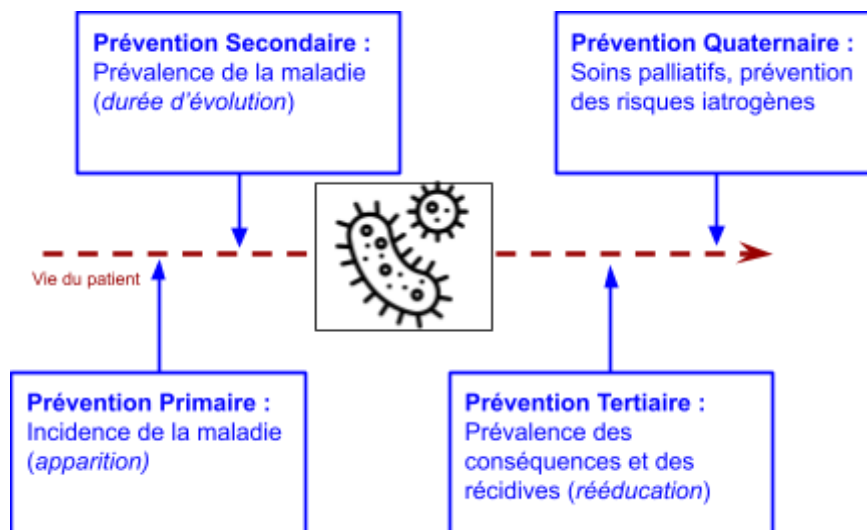 Prévention Secondaire :
Prévalence de la maladie
(durée d'évolution)
Prévention Quaternaire :
Soins palliatifs, prévention
des risques iatrogènes
Vie du patient
Prévention Primaire :
Incidence de la maladie
(apparition)
Prévention Tertiaire :
Prévalence des
conséquences et des
récidives (rééducation)